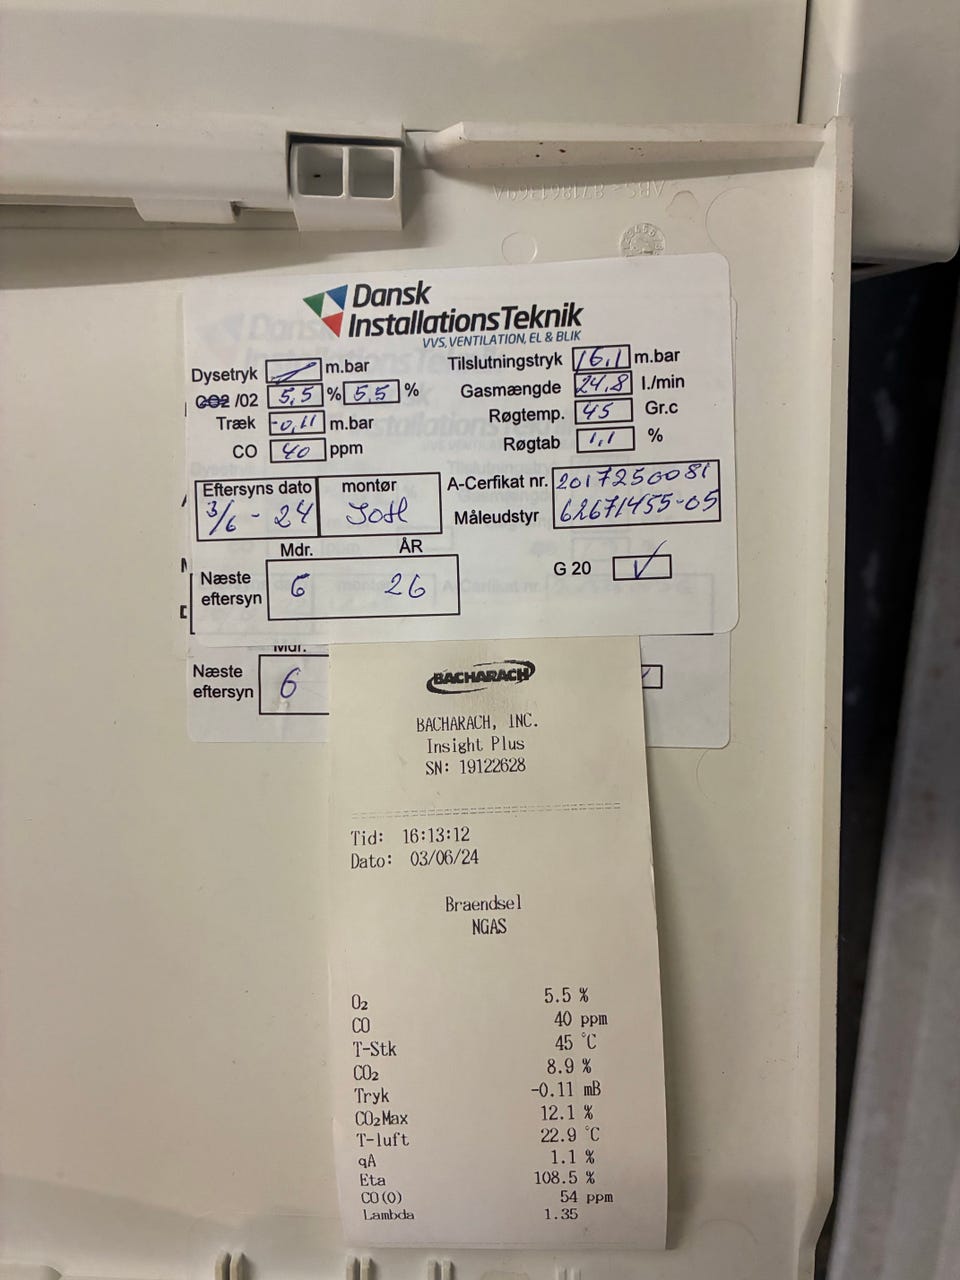 Dansk
InstallationsTeknik
VVS, VENTILATION, EL & BLIK
Dysetryk m.bar Tilslutningstryk 16,1 m.bar
CO2 /02 5,5 % 5,5 % Gasmængde 24,8 l./min
Træk -0,11 m.bar Røgtemp. 45 Gr.c
CO 40 ppm Røgtab 1,1 %
Eftersyns dato montør A-Cerfikat nr. 2017250081
3/6 - 24 Måleudstyr 62671455-05
Mdr. ÅR
Næste eftersyn 6 26 G 20 ✓
Mdr.
Næste
eftersyn 6
BACHARACH
BACHARACH, INC.
Insight Plus
SN: 19122628
Tid: 16:13:12
Dato: 03/06/24
Braendsel
NGAS
O₂ 5.5 %
CO 40 ppm
T-Stk 45 °C
CO₂ 8.9 %
Tryk -0.11 mB
CO₂Max 12.1 %
T-luft 22.9 °C
qA 1.1 %
Eta 108.5 %
CO(O) 54 ppm
Lambda 1.35